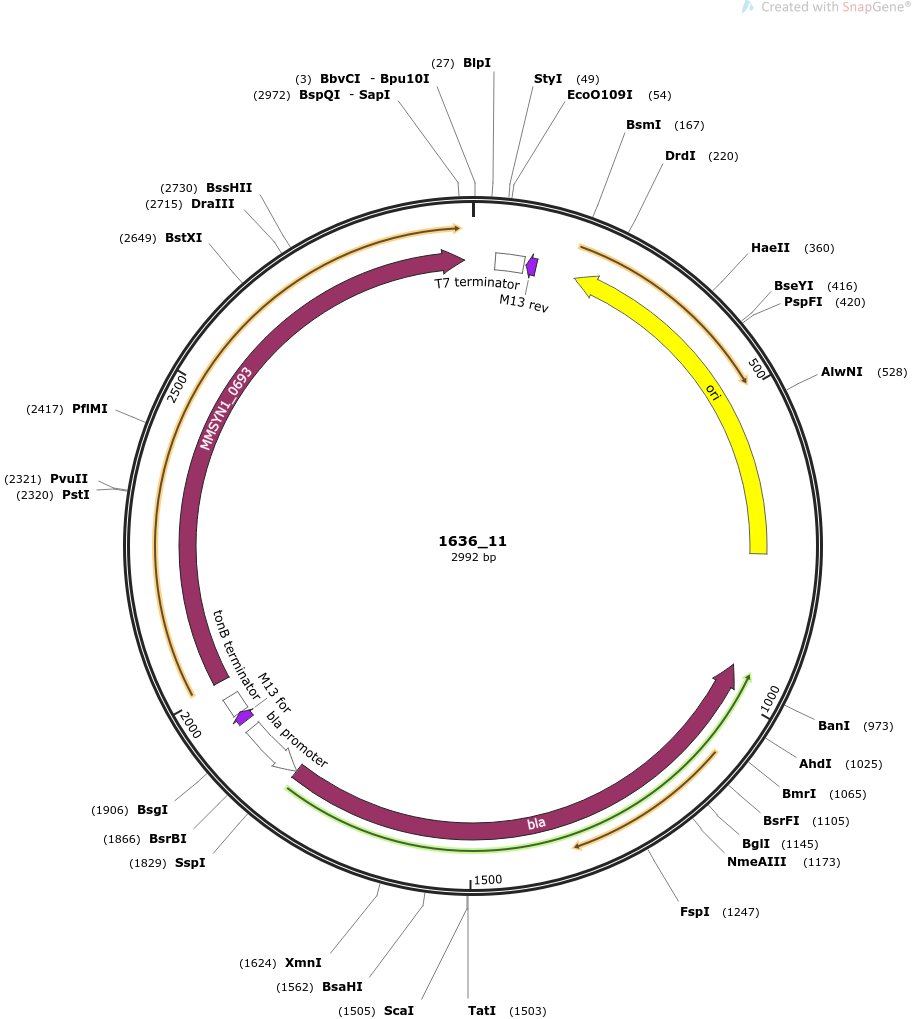 Created with SnapGene®
(27) BlpI
(3) BbvCI - Bpu10I
(2972) BspQI - SapI
StyI (49)
EcoO109I (54)
BsmI (167)
DrdI (220)
(2730) BssHII
(2715) DraIII
(2649) BstXI
HaeII (360)
BseYI (416)
PspFI (420)
AlwNI (528)
T7 terminator
M13 rev
500
ori
2500
MMSYN1_0693
(2417) PflMI
(2321) PvuII
(2320) PstI
1636_11
2992 bp
tonB terminator
M13 for
bla promoter
2000
1000
BanI (973)
AhdI (1025)
BmrI (1065)
BsrFI (1105)
BglI (1145)
NmeAIII (1173)
FspI (1247)
(1906) BsgI
(1866) BsrBI
(1829) SspI
bla
1500
(1624) XmnI
(1562) BsaHI
(1505) ScaI
TatI (1503)